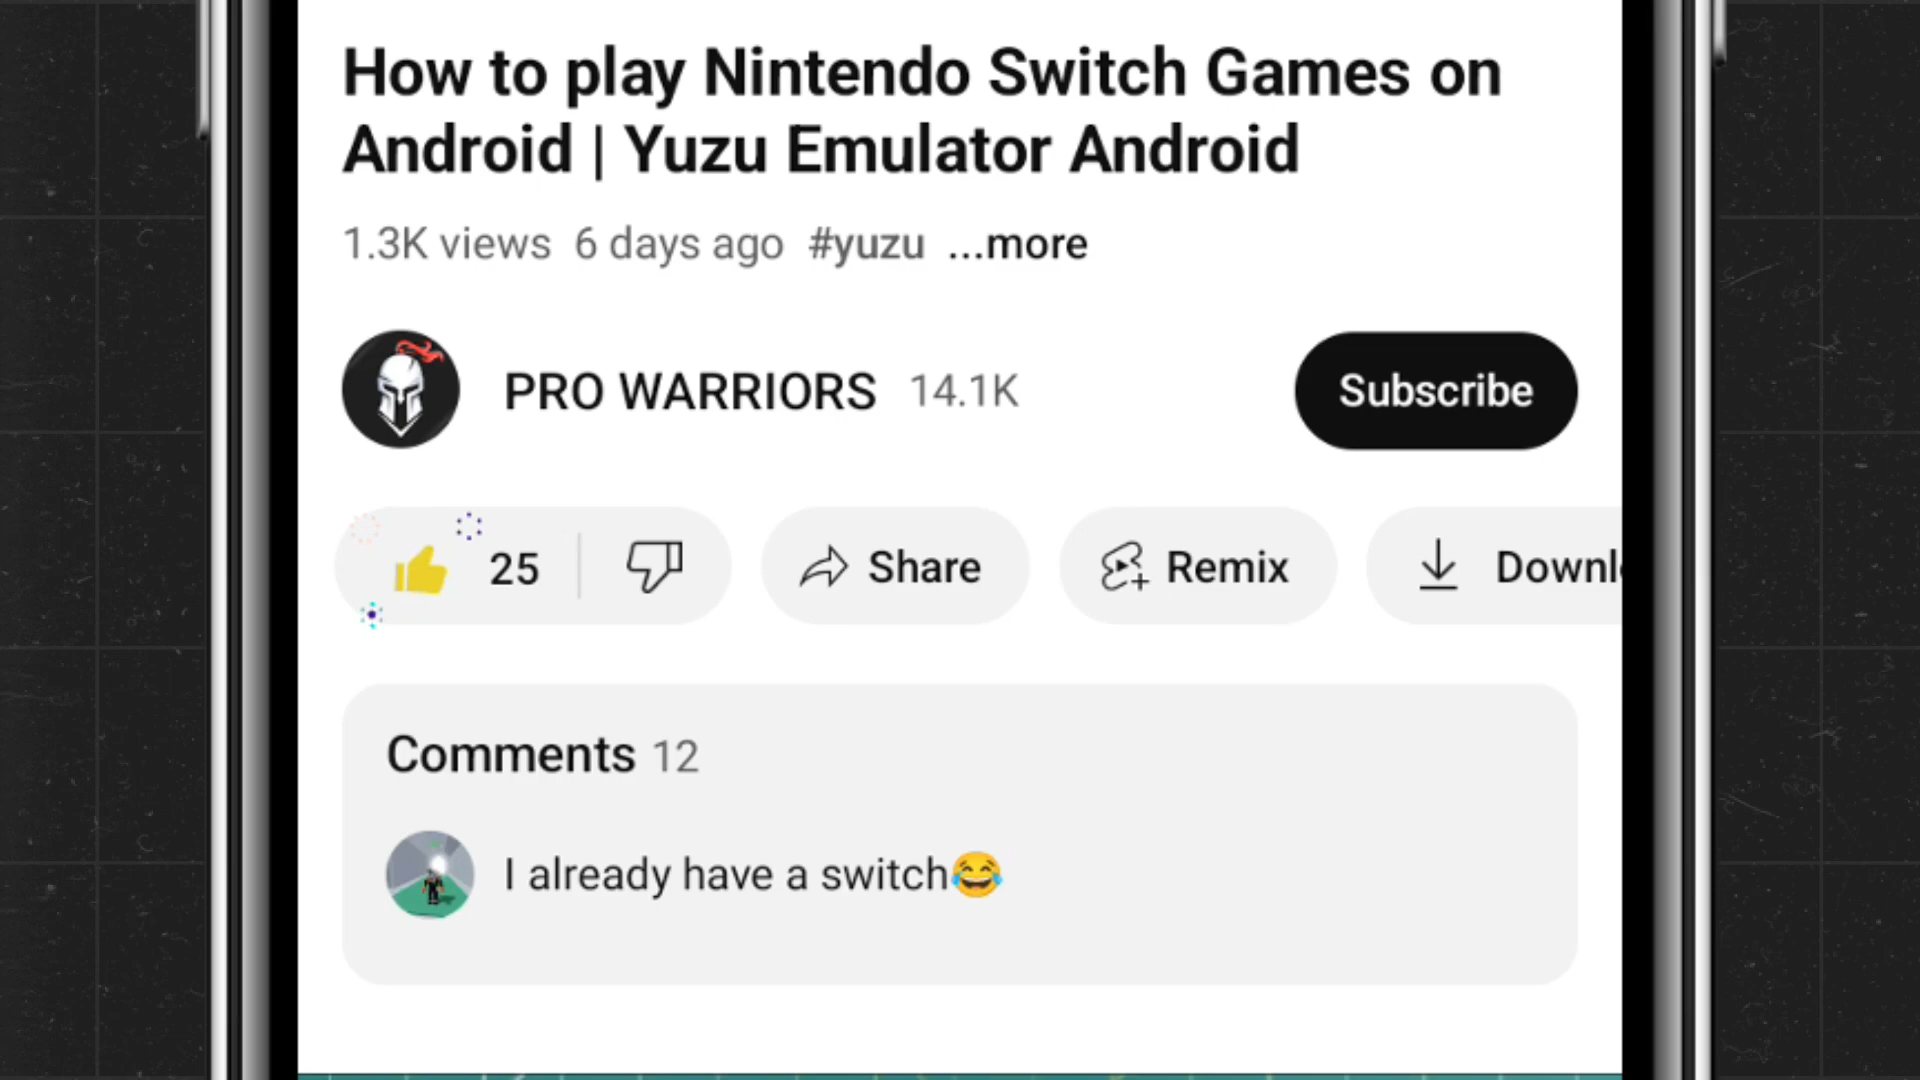 How to play Nintendo Switch Games on
Android | Yuzu Emulator Android
1.3K views 6 days ago #yuzu ...more
PRO WARRIORS 14.1K Subscribe
25 Share Remix Downl
Comments 12
I already have a switch😂